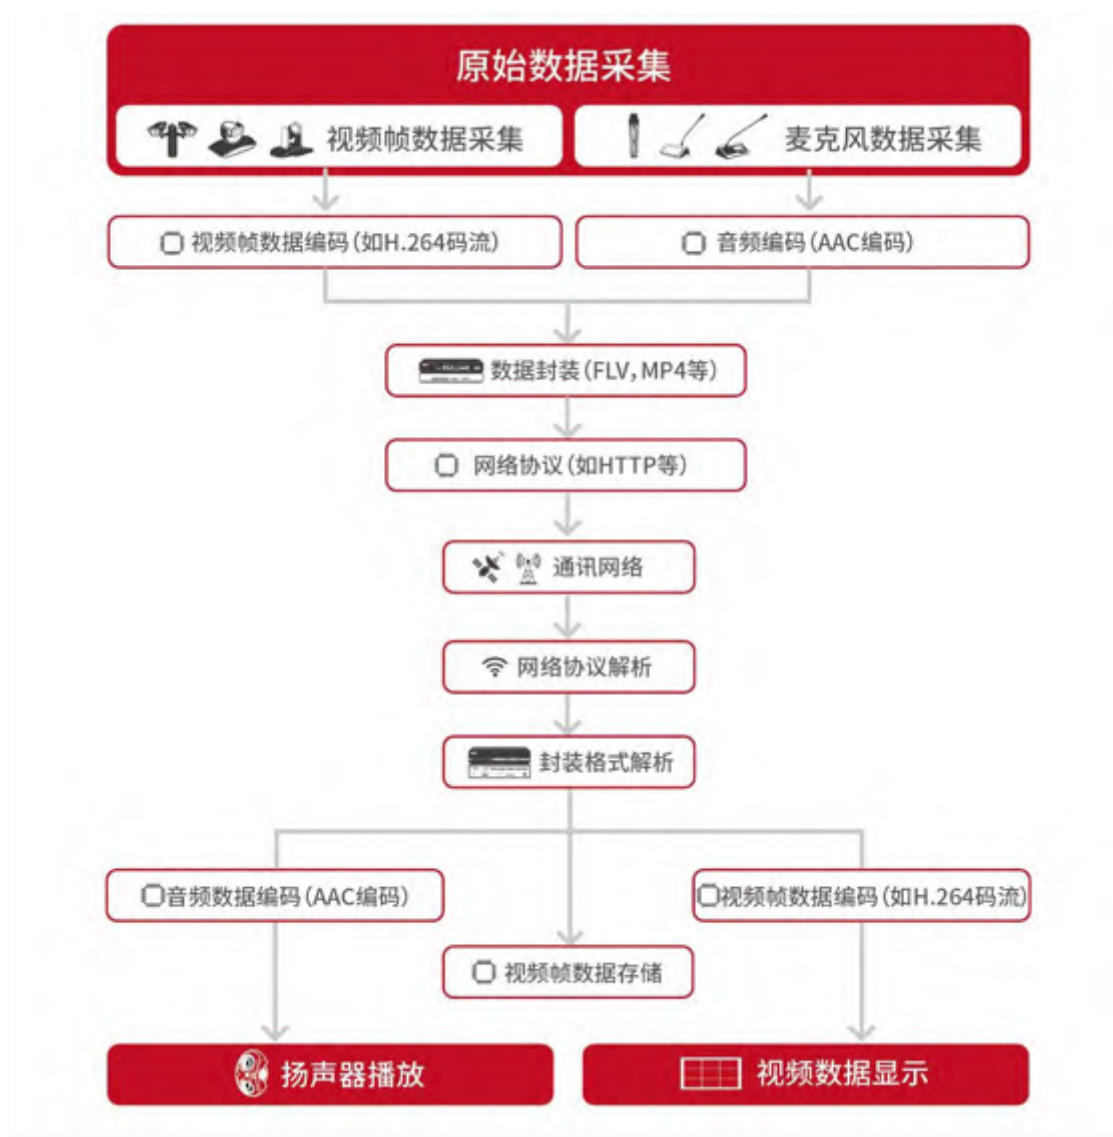 原始数据采集
视频帧数据采集
麦克风数据采集
视频帧数据编码(如H.264码流)
音频编码(AAC编码)
数据封装(FLV,MP4等)
网络协议(如HTTP等)
通讯网络
网络协议解析
封装格式解析
音频数据编码(AAC编码)
视频帧数据编码(如H.264码流)
视频帧数据存储
扬声器播放
视频数据显示